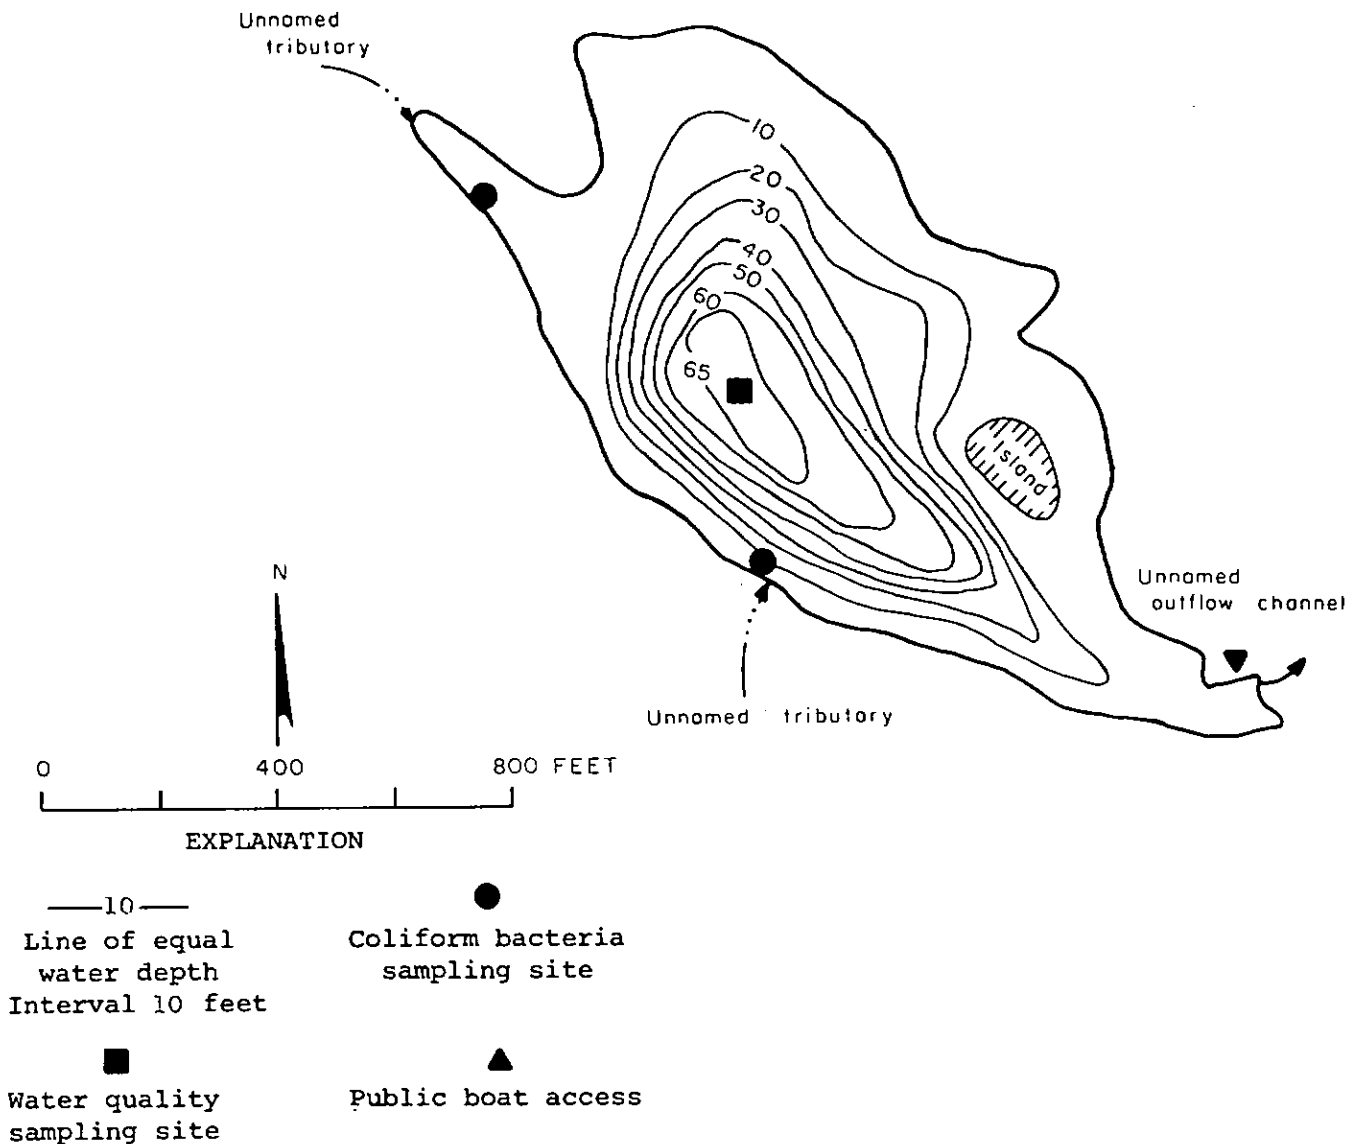 Unnamed
tributary
10
20
30
40
50
60
65
Island
Unnamed
outflow channel
Unnamed tributary
N
0 400 800 FEET
EXPLANATION
10
Line of equal
water depth
Interval 10 feet
Coliform bacteria
sampling site
Water quality
sampling site
Public boat access